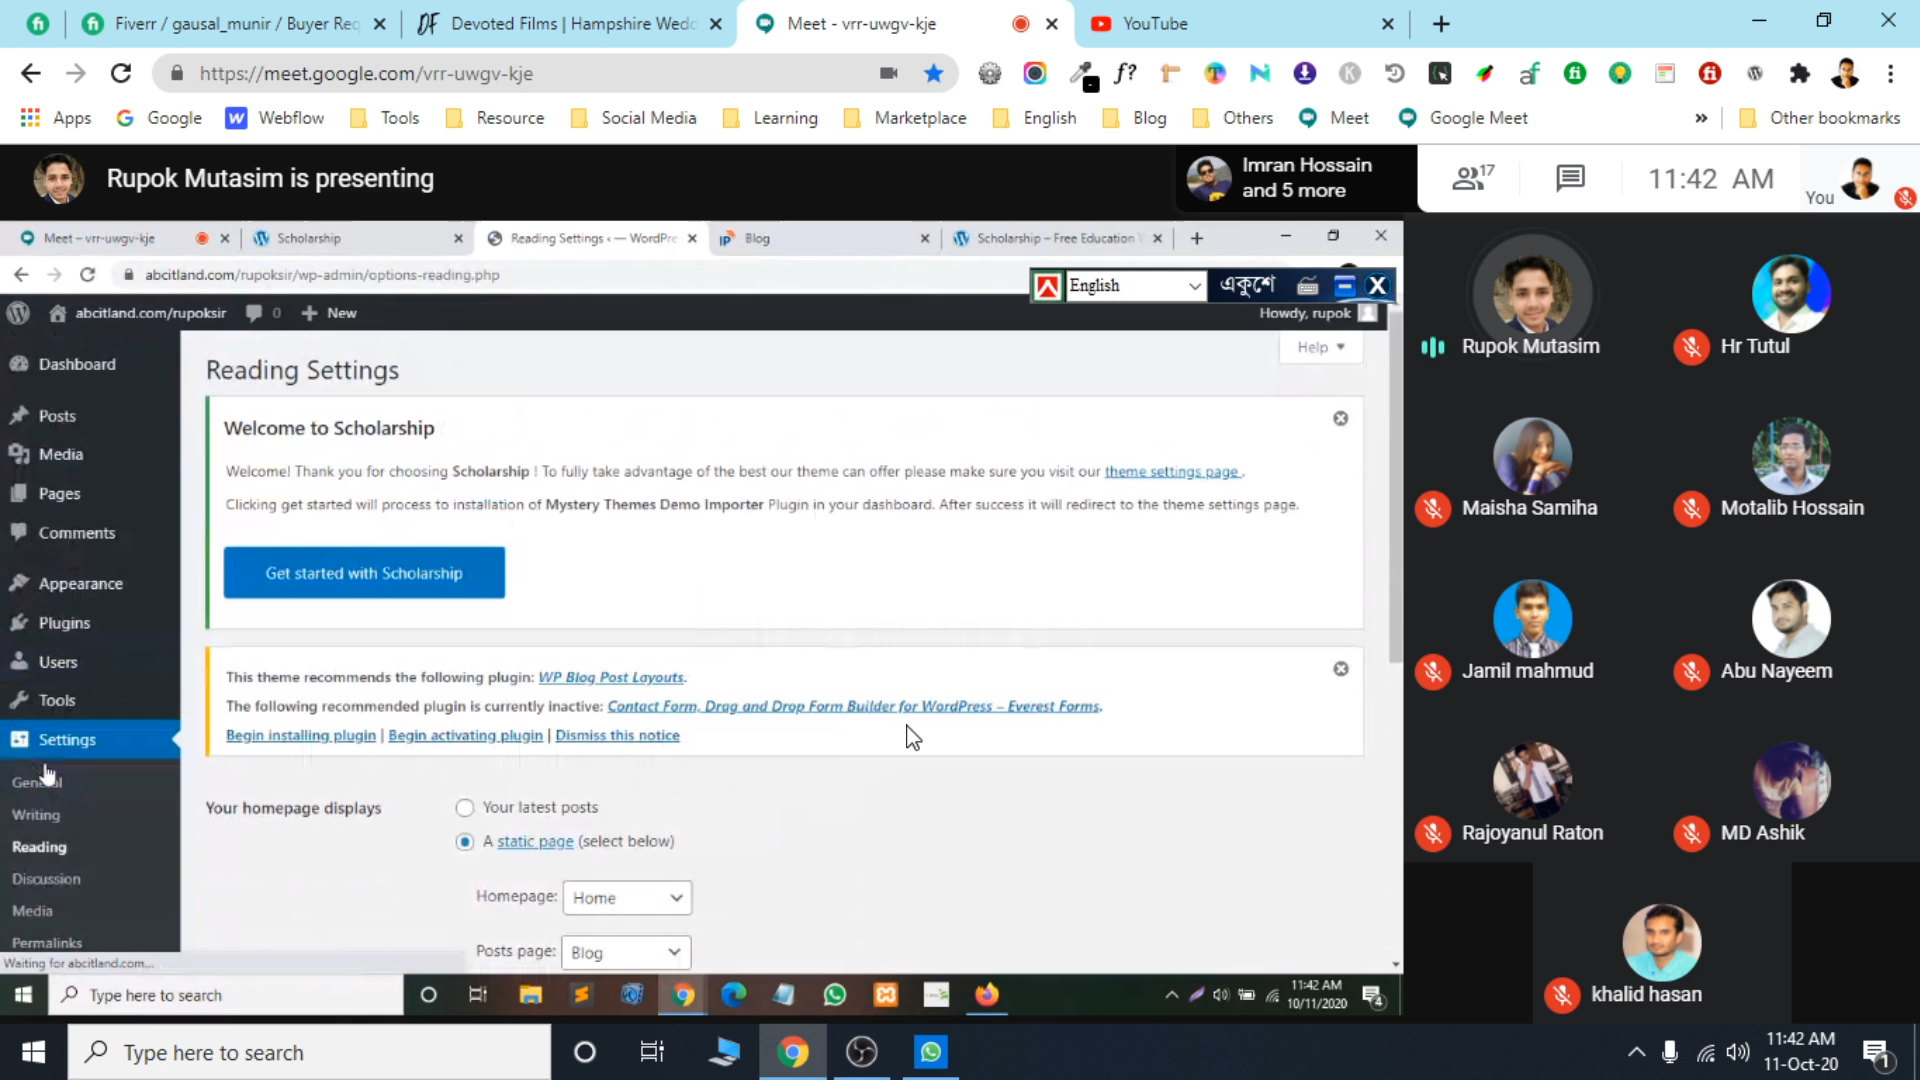 Fiverr / gausal_munir / Buyer Req
Devoted Films | Hampshire Wedd
Meet - vrr-uwgv-kje
YouTube
https://meet.google.com/vrr-uwgv-kje
Apps
Google
Webflow
Tools
Resource
Social Media
Learning
Marketplace
English
Blog
Others
Meet
Google Meet
Other bookmarks
Rupok Mutasim is presenting
Imran Hossain
and 5 more
17
11:42 AM
You
Meet – vrr-uwgv-kje
Scholarship
Reading Settings ‹ — WordPre
Blog
Scholarship – Free Education
abcitland.com/rupoksir/wp-admin/options-reading.php
English
একুশে
abcitland.com/rupoksir
0
New
Howdy, rupok
Dashboard
Posts
Media
Pages
Comments
Appearance
Plugins
Users
Tools
Settings
General
Writing
Reading
Discussion
Media
Permalinks
Waiting for abcitland.com...
Help
Reading Settings
Welcome to Scholarship
Welcome! Thank you for choosing Scholarship ! To fully take advantage of the best our theme can offer please make sure you visit our theme settings page .
Clicking get started will process to installation of Mystery Themes Demo Importer Plugin in your dashboard. After success it will redirect to the theme settings page.
Get started with Scholarship
This theme recommends the following plugin: WP Blog Post Layouts.
The following recommended plugin is currently inactive: Contact Form, Drag and Drop Form Builder for WordPress – Everest Forms.
Begin installing plugin | Begin activating plugin | Dismiss this notice
Your homepage displays
Your latest posts
A static page (select below)
Homepage: Home
Posts page: Blog
Type here to search
11:42 AM
10/11/2020
4
Rupok Mutasim
Hr Tutul
Maisha Samiha
Motalib Hossain
Jamil mahmud
Abu Nayeem
Rajoyanul Raton
MD Ashik
khalid hasan
Type here to search
11:42 AM
11-Oct-20
1